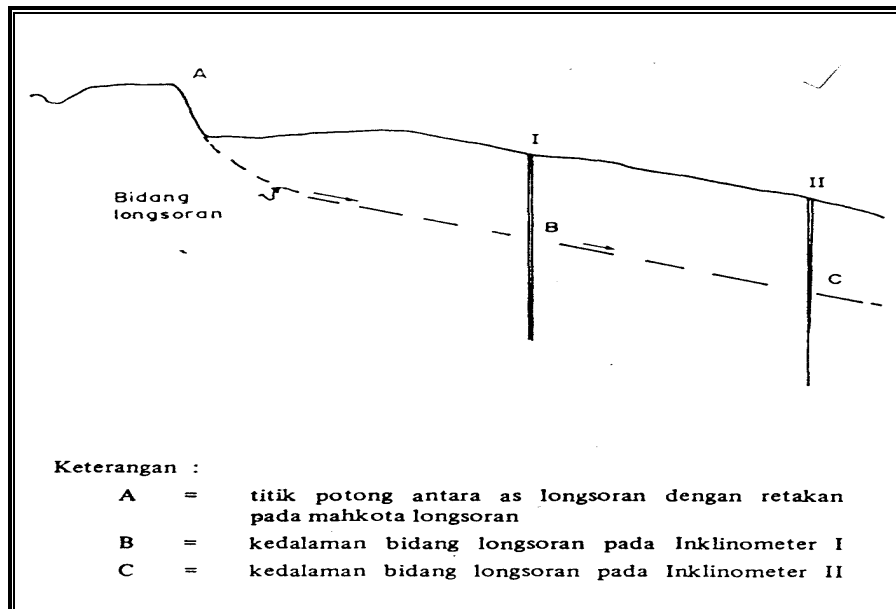 A
I
II
Bidang
longsoran
B
C
Keterangan :
A = titik potong antara as longsoran dengan retakan
pada mahkota longsoran
B = kedalaman bidang longsoran pada Inklinometer I
C = kedalaman bidang longsoran pada Inklinometer II